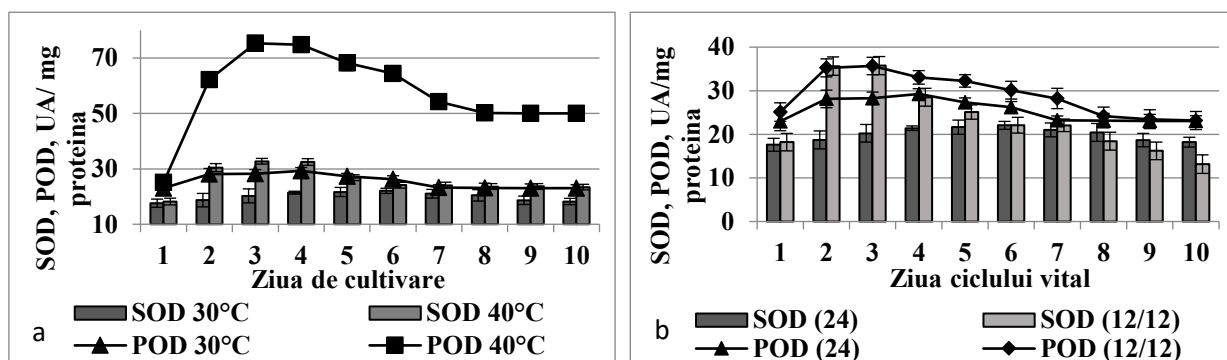 SOD, POD, UA/ mg
proteina
70
50
30
10
1 2 3 4 5 6 7 8 9 10
Ziua de cultivare
SOD 30°C SOD 40°C
POD 30°C POD 40°C
a
SOD, POD, UA/mg
proteina
40
30
20
10
0
1 2 3 4 5 6 7 8 9 10
Ziua ciclului vital
SOD (24) SOD (12/12)
POD (24) POD (12/12)
b